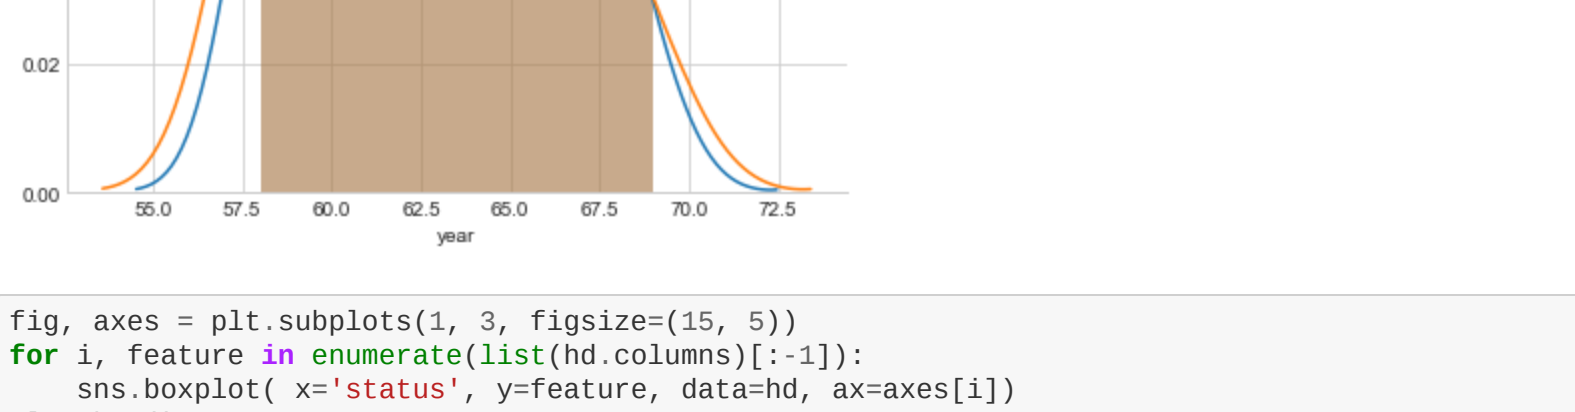 0.02
0.00
55.0 57.5 60.0 62.5 65.0 67.5 70.0 72.5
year
fig, axes = plt.subplots(1, 3, figsize=(15, 5))
for i, feature in enumerate(list(hd.columns)[:-1]):
    sns.boxplot( x='status', y=feature, data=hd, ax=axes[i])